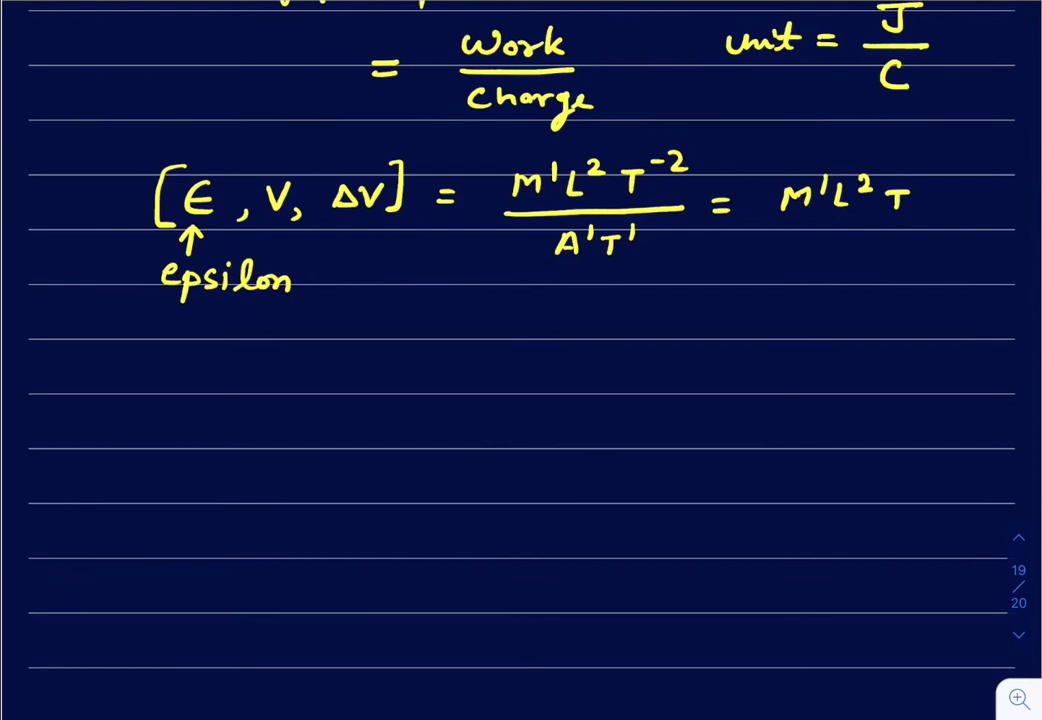 = Work / Charge unit = J / C
[ϵ, V, ΔV] = M¹L²T⁻² / A¹T¹ = M¹L²T
↑
epsilon
19
/
20